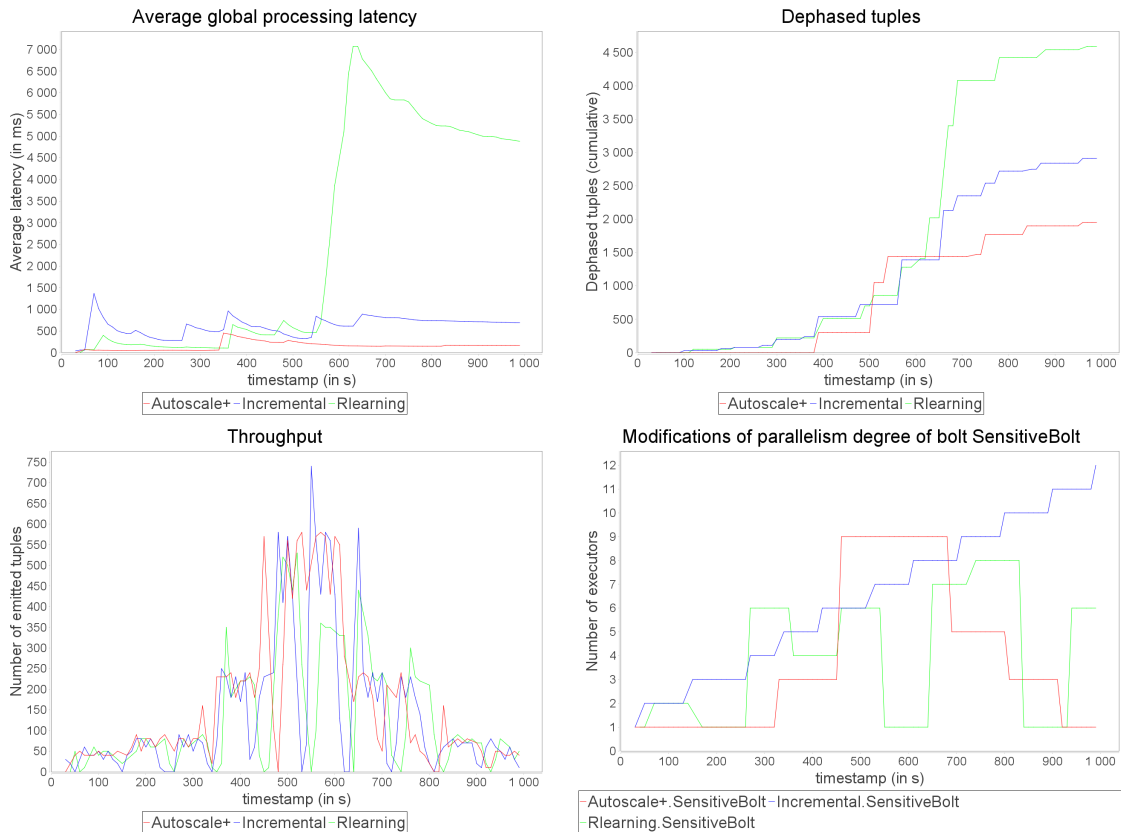 Average global processing latency
Average latency (in ms)
7 000
6 500
6 000
5 500
5 000
4 500
4 000
3 500
3 000
2 500
2 000
1 500
1 000
500
0
0 100 200 300 400 500 600 700 800 900 1 000
timestamp (in s)
Autoscale+ Incremental Rlearning
Dephased tuples
Dephased tuples (cumulative)
4 500
4 000
3 500
3 000
2 500
2 000
1 500
1 000
500
0
0 100 200 300 400 500 600 700 800 900 1 000
timestamp (in s)
Autoscale+ Incremental Rlearning
Throughput
Number of emitted tuples
750
700
650
600
550
500
450
400
350
300
250
200
150
100
50
0
0 100 200 300 400 500 600 700 800 900 1 000
timestamp (in s)
Autoscale+ Incremental Rlearning
Modifications of parallelism degree of bolt SensitiveBolt
Number of executors
12
11
10
9
8
7
6
5
4
3
2
1
0
0 100 200 300 400 500 600 700 800 900 1 000
timestamp (in s)
Autoscale+.SensitiveBolt Incremental.SensitiveBolt
Rlearning.SensitiveBolt